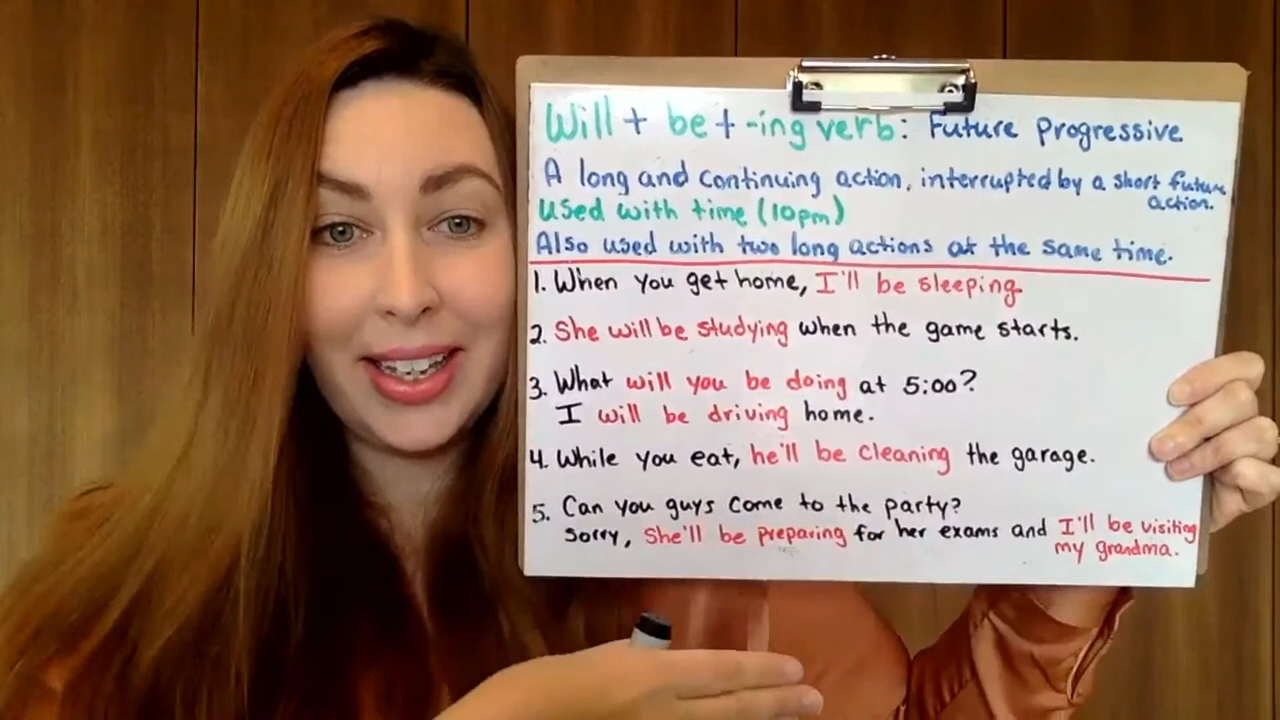 Will + be + -ing verb: Future Progressive
A long and continuing action, interrupted by a short future
action.
Used with time (10pm)
Also used with two long actions at the same time.
1. When you get home, I'll be sleeping.
2. She will be studying when the game starts.
3. What will you be doing at 5:00?
I will be driving home.
4. While you eat, he'll be cleaning the garage.
5. Can you guys come to the party?
Sorry, She'll be preparing for her exams and I'll be visiting
my grandma.